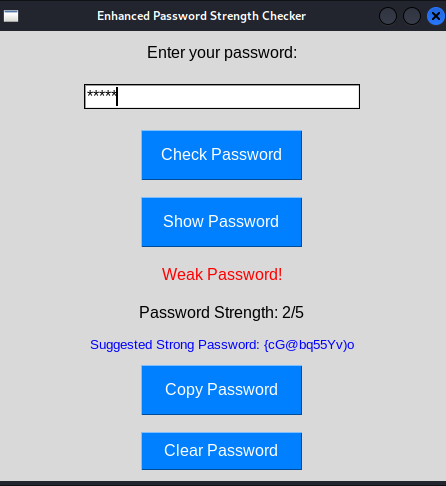 Enhanced Password Strength Checker
Enter your password:
*****
Check Password
Show Password
Weak Password!
Password Strength: 2/5
Suggested Strong Password: {cG@bq55Yv)o
Copy Password
Clear Password